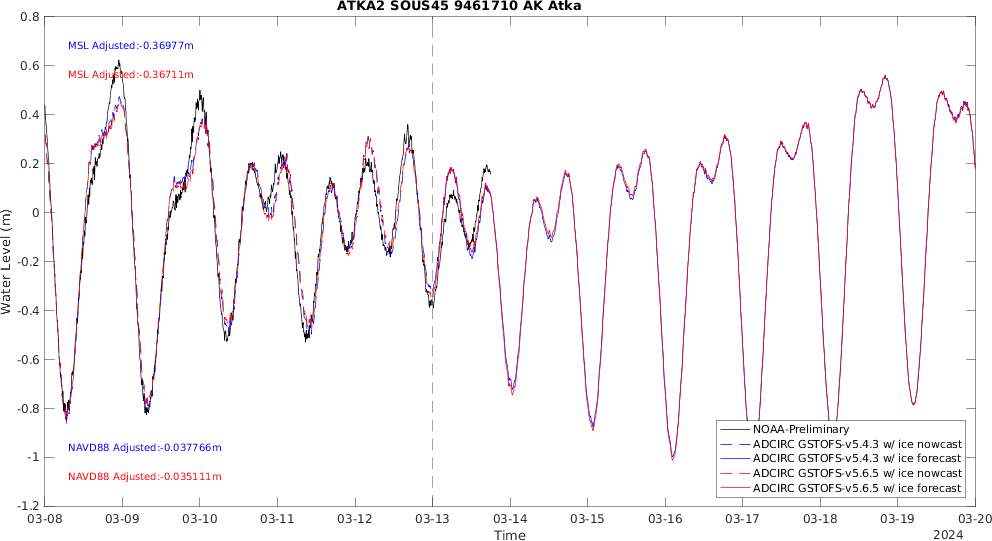 ATKA2 SOUS45 9461710 AK Atka
0.8
0.6
0.4
0.2
0
-0.2
-0.4
-0.6
-0.8
-1
-1.2
Water Level (m)
MSL Adjusted:-0.36977m
MSL Adjusted:-0.36711m
NAVD88 Adjusted:-0.037766m
NAVD88 Adjusted:-0.035111m
NOAA-Preliminary
ADCIRC GSTOFS-v5.4.3 w/ ice nowcast
ADCIRC GSTOFS-v5.4.3 w/ ice forecast
ADCIRC GSTOFS-v5.6.5 w/ ice nowcast
ADCIRC GSTOFS-v5.6.5 w/ ice forecast
03-08 03-09 03-10 03-11 03-12 03-13 03-14 03-15 03-16 03-17 03-18 03-19 03-20
Time
2024